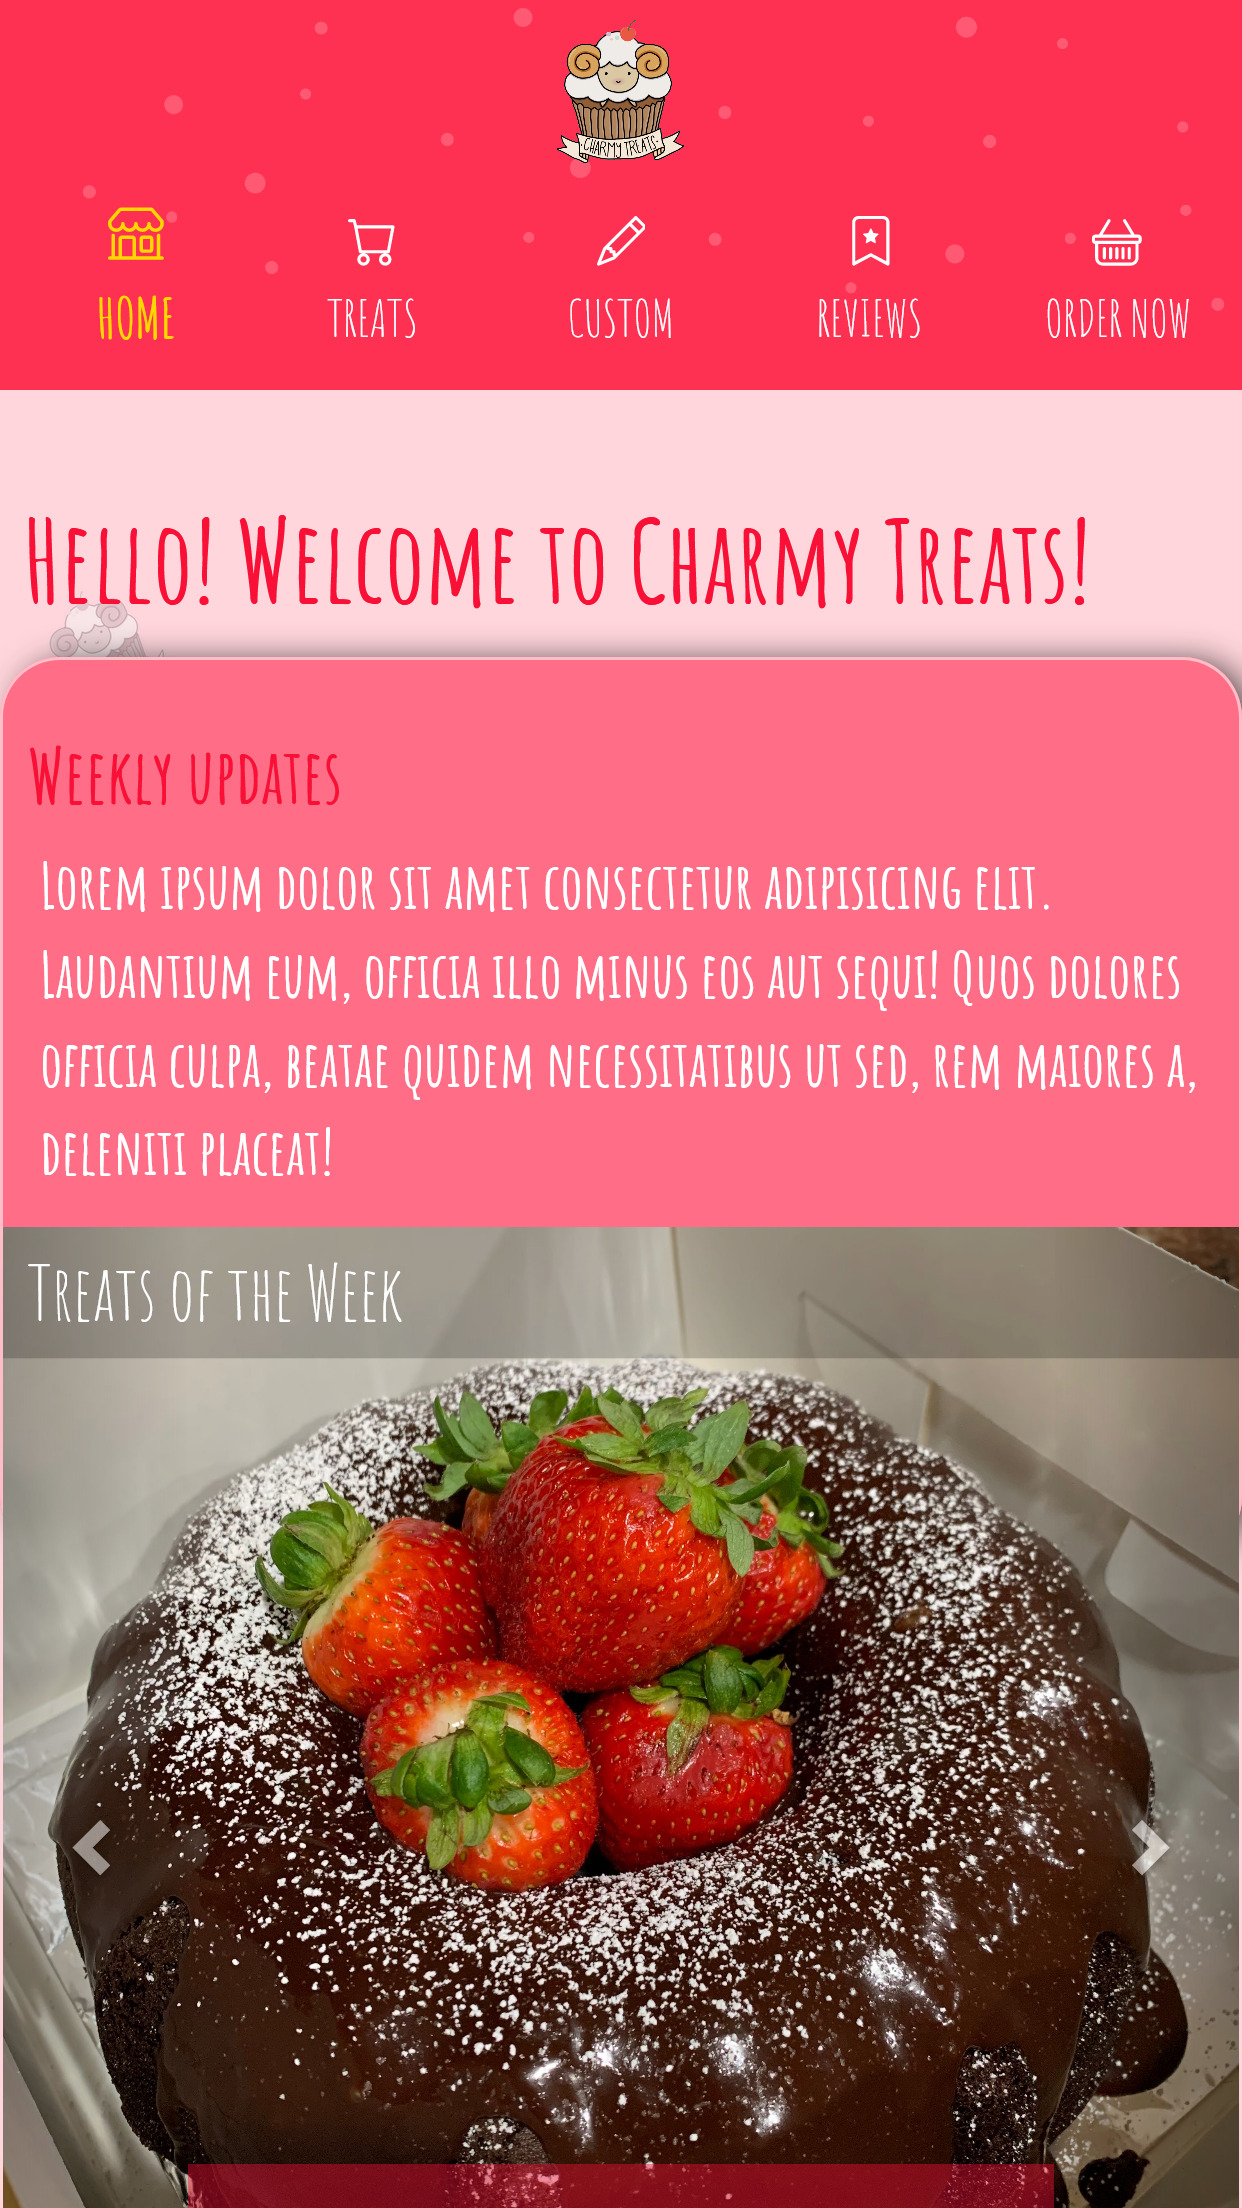 CHARMY TREATS
HOME TREATS CUSTOM REVIEWS ORDER NOW
Hello! Welcome to Charmy Treats!
Weekly updates
Lorem ipsum dolor sit amet consectetur adipisicing elit.
Laudantium eum, officia illo minus eos aut sequi! Quos dolores
officia culpa, beatae quidem necessitatibus ut sed, rem maiores a,
deleniti placeat!
Treats of the Week